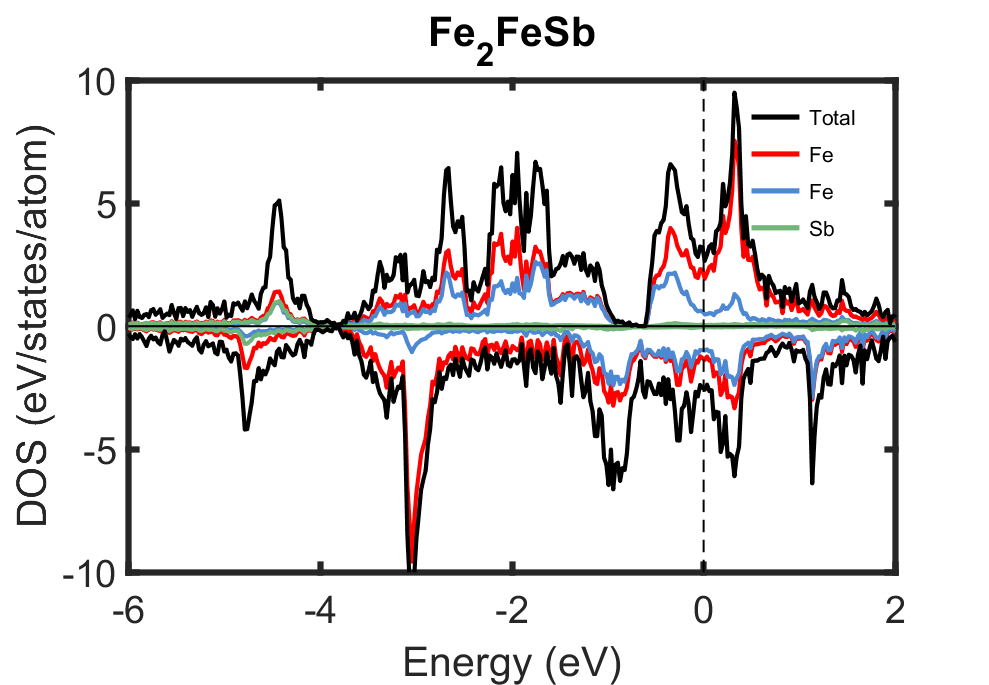 Fe₂FeSb
DOS (eV/states/atom)
10
5
0
-5
-10
Total
Fe
Fe
Sb
-6 -4 -2 0 2
Energy (eV)